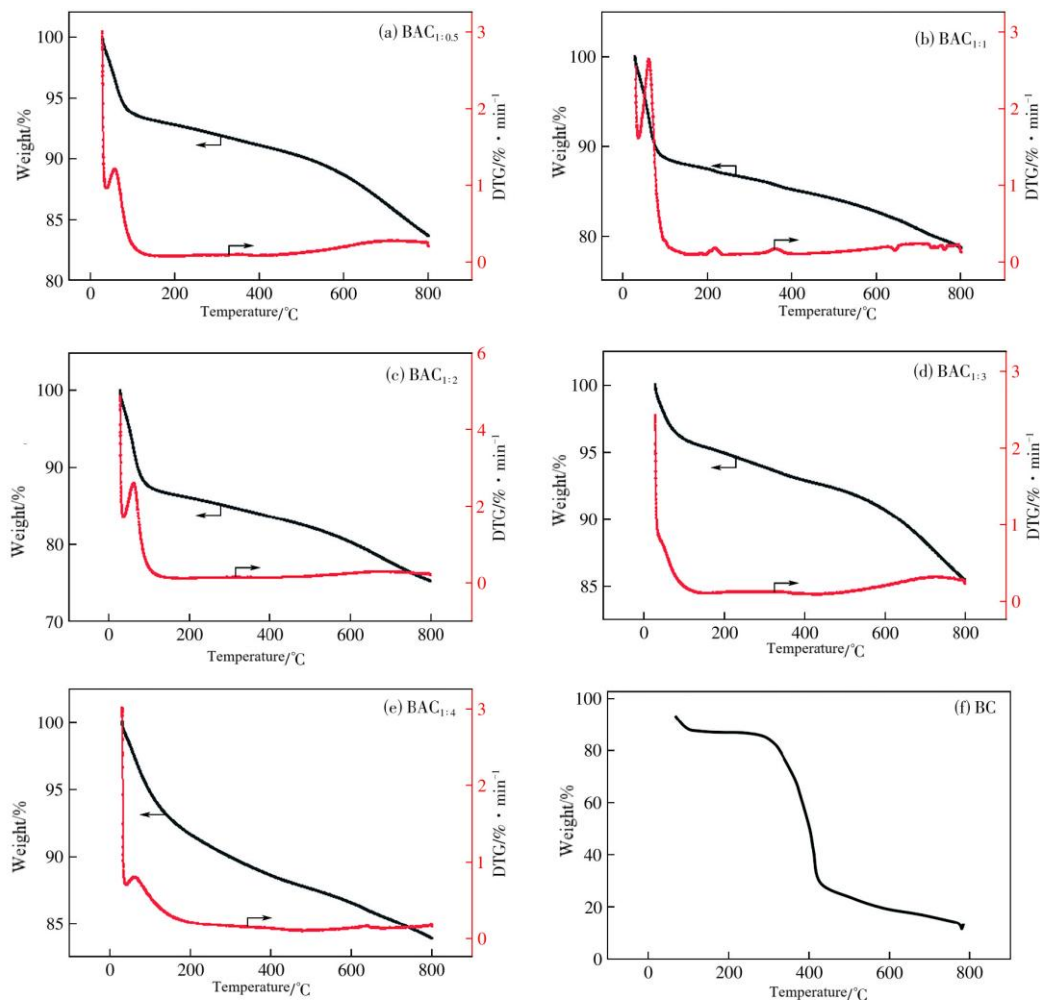 (a) BAC1:0.5
100
95
90
85
80
Weight/%
3
2
1
0
DTG/%·min⁻¹
0 200 400 600 800
Temperature/℃
(b) BAC1:1
100
90
80
Weight/%
3
2
1
0
DTG/%·min⁻¹
0 200 400 600 800
Temperature/℃
(c) BAC1:2
100
90
80
70
Weight/%
6
4
2
0
DTG/%·min⁻¹
0 200 400 600 800
Temperature/℃
(d) BAC1:3
100
95
90
85
Weight/%
3
2
1
0
DTG/%·min⁻¹
0 200 400 600 800
Temperature/℃
(e) BAC1:4
100
95
90
85
Weight/%
3
2
1
0
DTG/%·min⁻¹
0 200 400 600 800
Temperature/℃
(f) BC
100
80
60
40
20
0
Weight/%
0 200 400 600 800
Temperature/℃